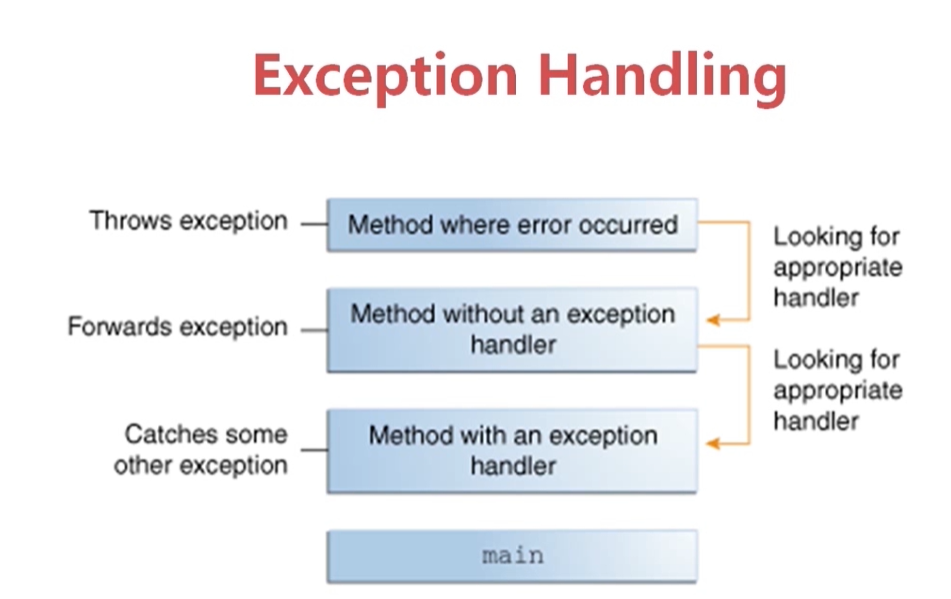 Exception Handling
Throws exception
Method where error occurred
Looking for
appropriate
handler
Forwards exception
Method without an exception
handler
Looking for
appropriate
handler
Catches some
other exception
Method with an exception
handler
main